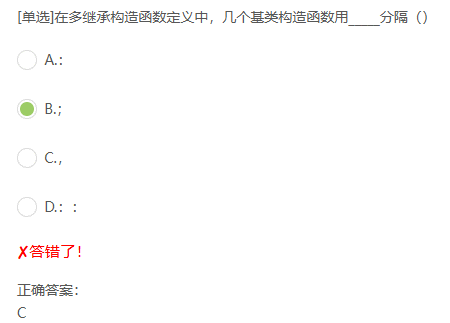 [单选]在多继承构造函数定义中，几个基类构造函数用____分隔（）
A.：
B.；
C.，
D.：：
✗答错了！
正确答案：
C